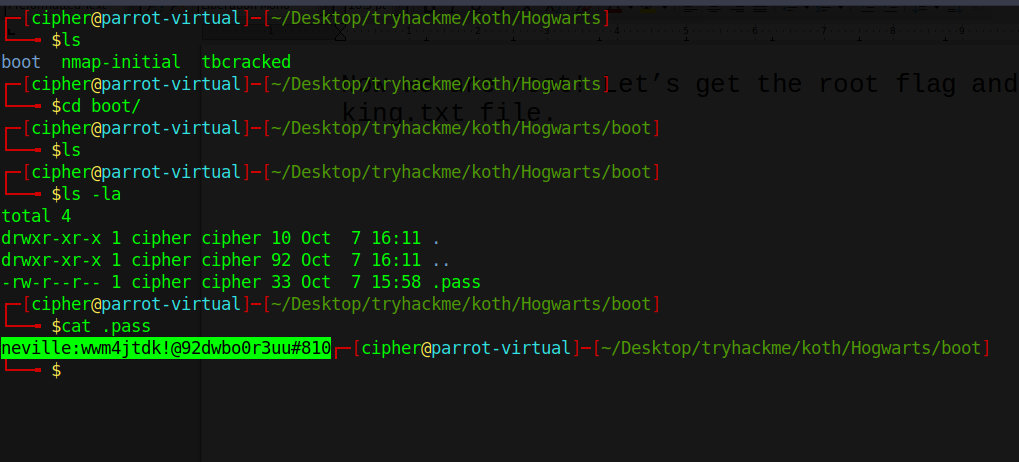 [cipher@parrot-virtual]-[~/Desktop/tryhackme/koth/Hogwarts]
$ls
boot nmap-initial tbcracked
[cipher@parrot-virtual]-[~/Desktop/tryhackme/koth/Hogwarts]
Let’s get the root flag and
$cd boot/
king.txt file.
[cipher@parrot-virtual]-[~/Desktop/tryhackme/koth/Hogwarts/boot]
$ls
[cipher@parrot-virtual]-[~/Desktop/tryhackme/koth/Hogwarts/boot]
$ls -la
total 4
drwxr-xr-x 1 cipher cipher 10 Oct  7 16:11 .
drwxr-xr-x 1 cipher cipher 92 Oct  7 16:11 ..
-rw-r--r-- 1 cipher cipher 33 Oct  7 15:58 .pass
[cipher@parrot-virtual]-[~/Desktop/tryhackme/koth/Hogwarts/boot]
$cat .pass
neville:wwm4jtdk!@92dwbo0r3uu#810[cipher@parrot-virtual]-[~/Desktop/tryhackme/koth/Hogwarts/boot]
$